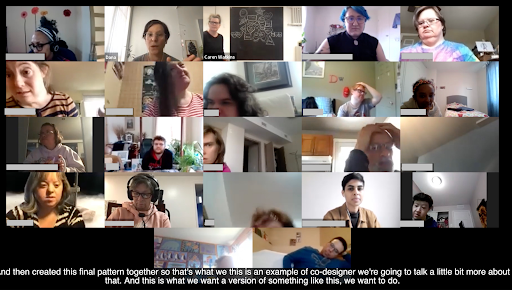 Caren Watkins
And then created this final pattern together so that's what we this is an example of co-designer we're going to talk a little bit more about
that. And this is what we want a version of something like this, we want to do.